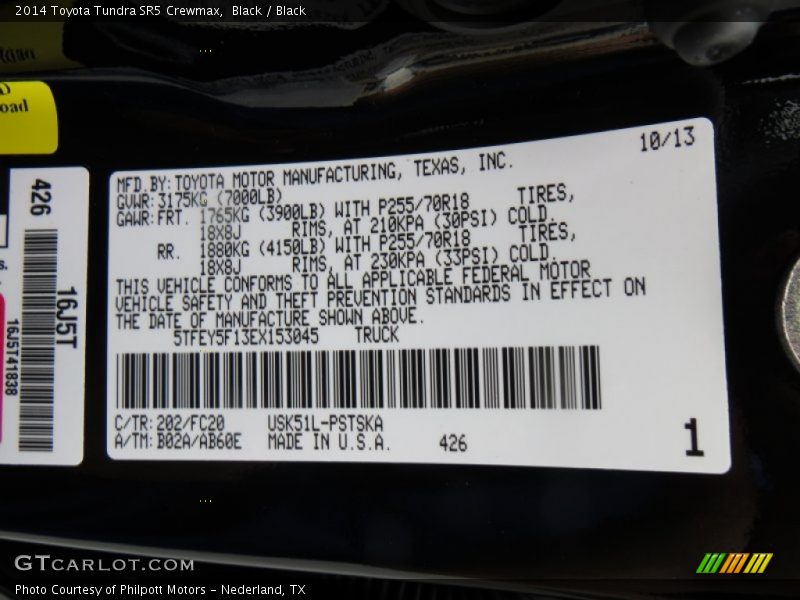 2014 Toyota Tundra SR5 Crewmax, Black / Black
oad
426
16J5T
16J5T41838
s.
10/13
MFD.BY: TOYOTA MOTOR MANUFACTURING, TEXAS, INC.
GVWR: 3175KG (7000LB)
GAWR: FRT. 1765KG (3900LB) WITH P255/70R18 TIRES,
18X8J RIMS, AT 210KPA (30PSI) COLD.
RR. 1880KG (4150LB) WITH P255/70R18 TIRES,
18X8J RIMS, AT 230KPA (33PSI) COLD.
THIS VEHICLE CONFORMS TO ALL APPLICABLE FEDERAL MOTOR
VEHICLE SAFETY AND THEFT PREVENTION STANDARDS IN EFFECT ON
THE DATE OF MANUFACTURE SHOWN ABOVE.
5TFEY5F13EX153045 TRUCK
C/TR: 202/FC20 USK51L-PSTSKA
A/TM: B02A/AB60E MADE IN U.S.A. 426
1
GTCARLOT.COM
Photo Courtesy of Philpott Motors - Nederland, TX